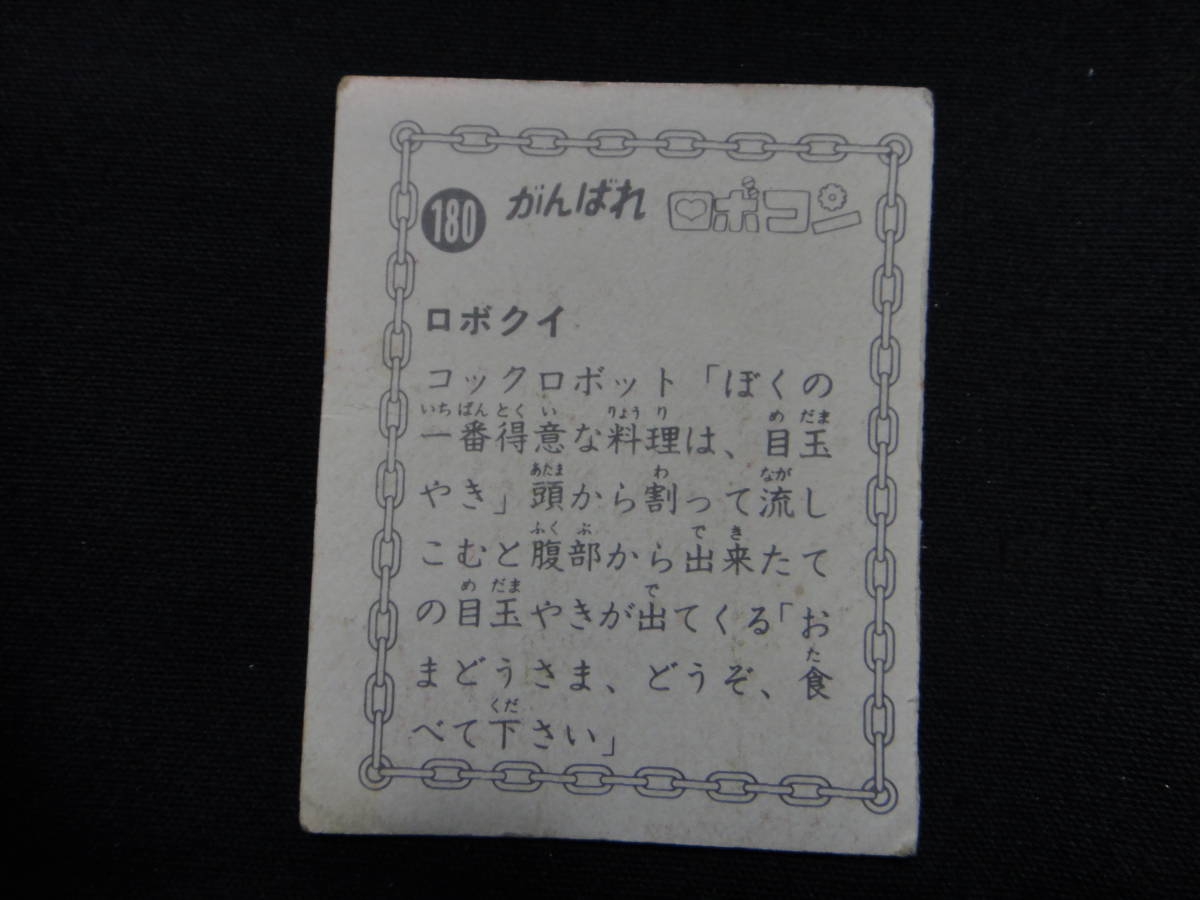 180 がんばれ ロボコン
ロボクイ
コックロボット「ぼくの
一番得意な料理は、目玉
やき」頭から割って流し
こむと腹部から出来たて
の目玉やきが出てくる「お
まどうさま、どうぞ、食
べて下さい」